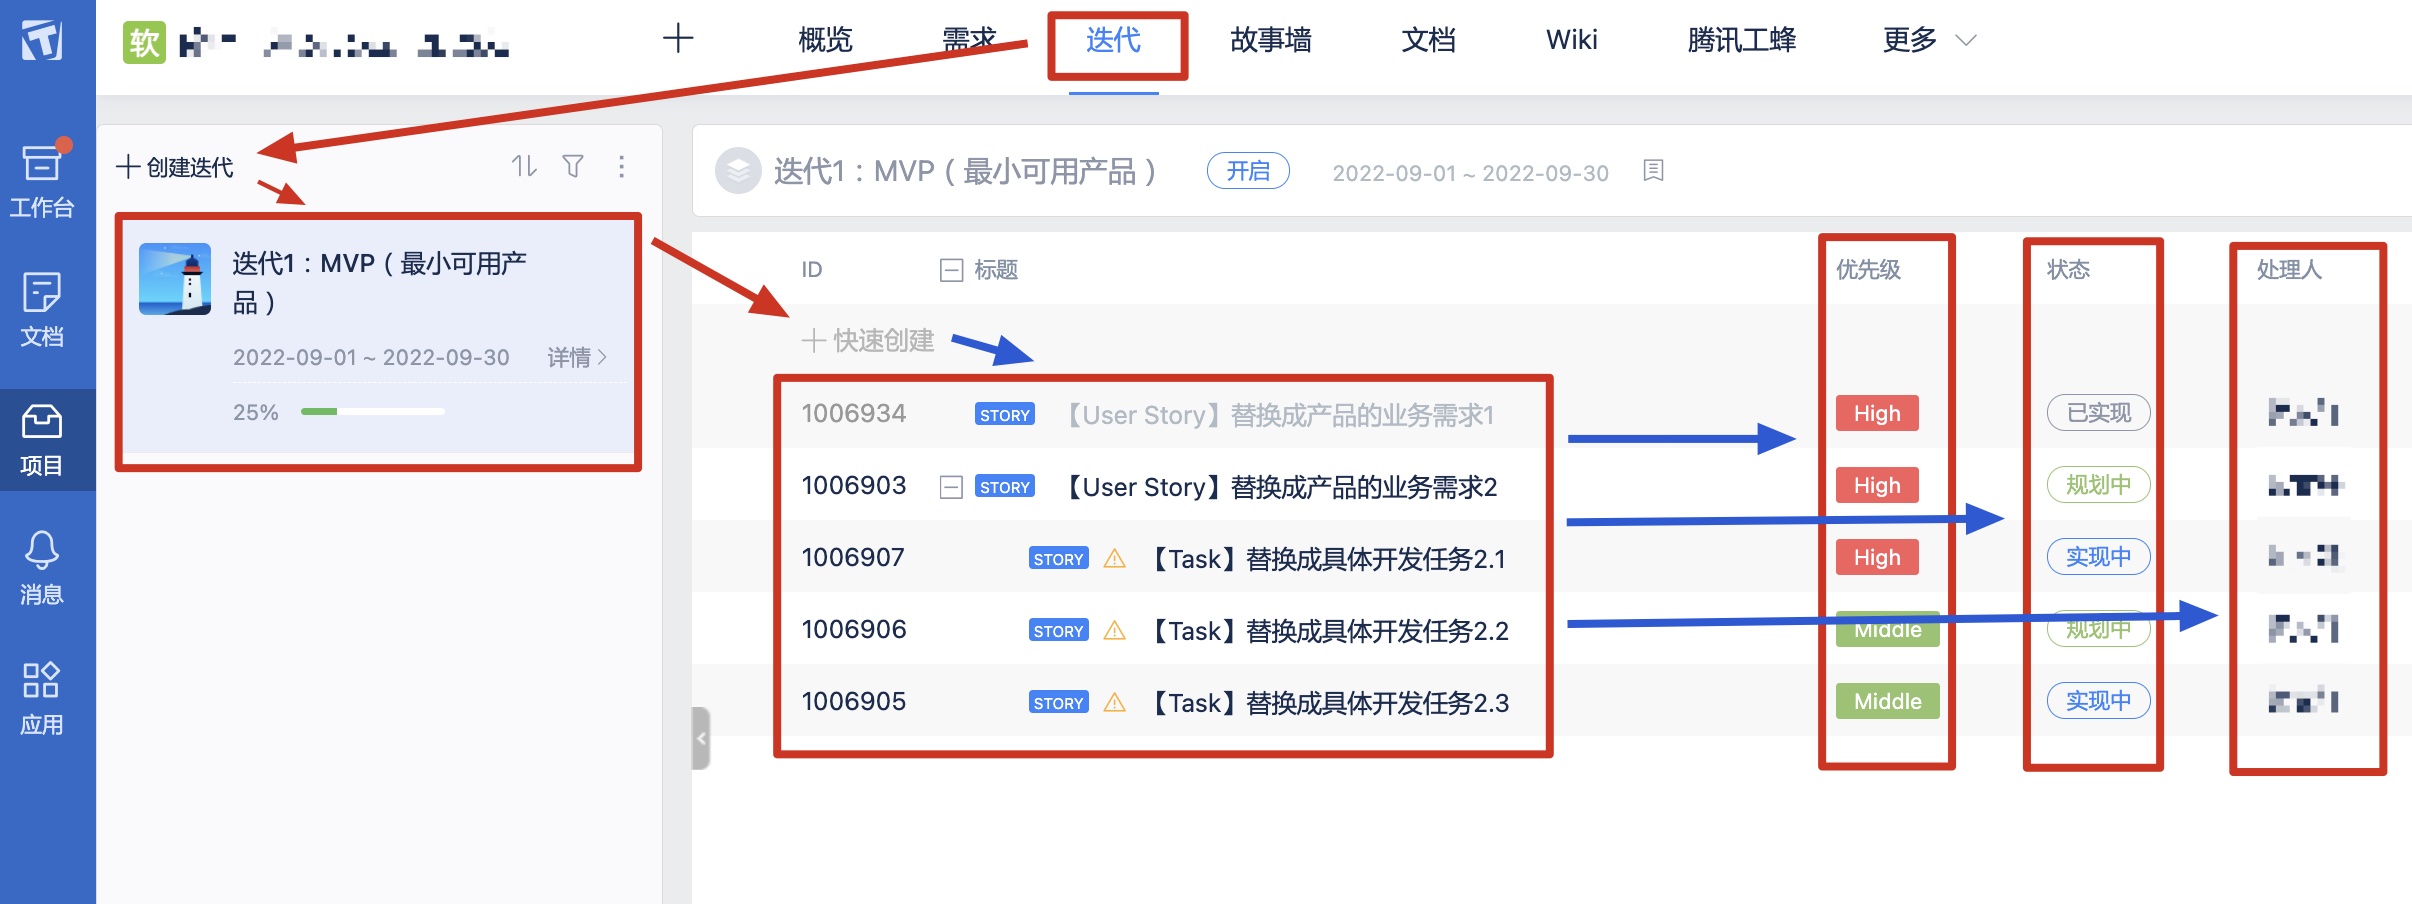 软
概览 需求 迭代 故事墙 文档 Wiki 腾讯工蜂 更多
工作台
文档
项目
消息
应用
创建迭代
迭代1：MVP（最小可用产
品）
2022-09-01 ~ 2022-09-30 详情
25%
迭代1：MVP（最小可用产品） 开启 2022-09-01 ~ 2022-09-30
ID 标题 优先级 状态 处理人
快速创建
1006934 STORY 【User Story】替换成产品的业务需求1 High 已实现
1006903 STORY 【User Story】替换成产品的业务需求2 High 规划中
1006907 STORY 【Task】替换成具体开发任务2.1 High 实现中
1006906 STORY 【Task】替换成具体开发任务2.2 Middle 规划中
1006905 STORY 【Task】替换成具体开发任务2.3 Middle 实现中